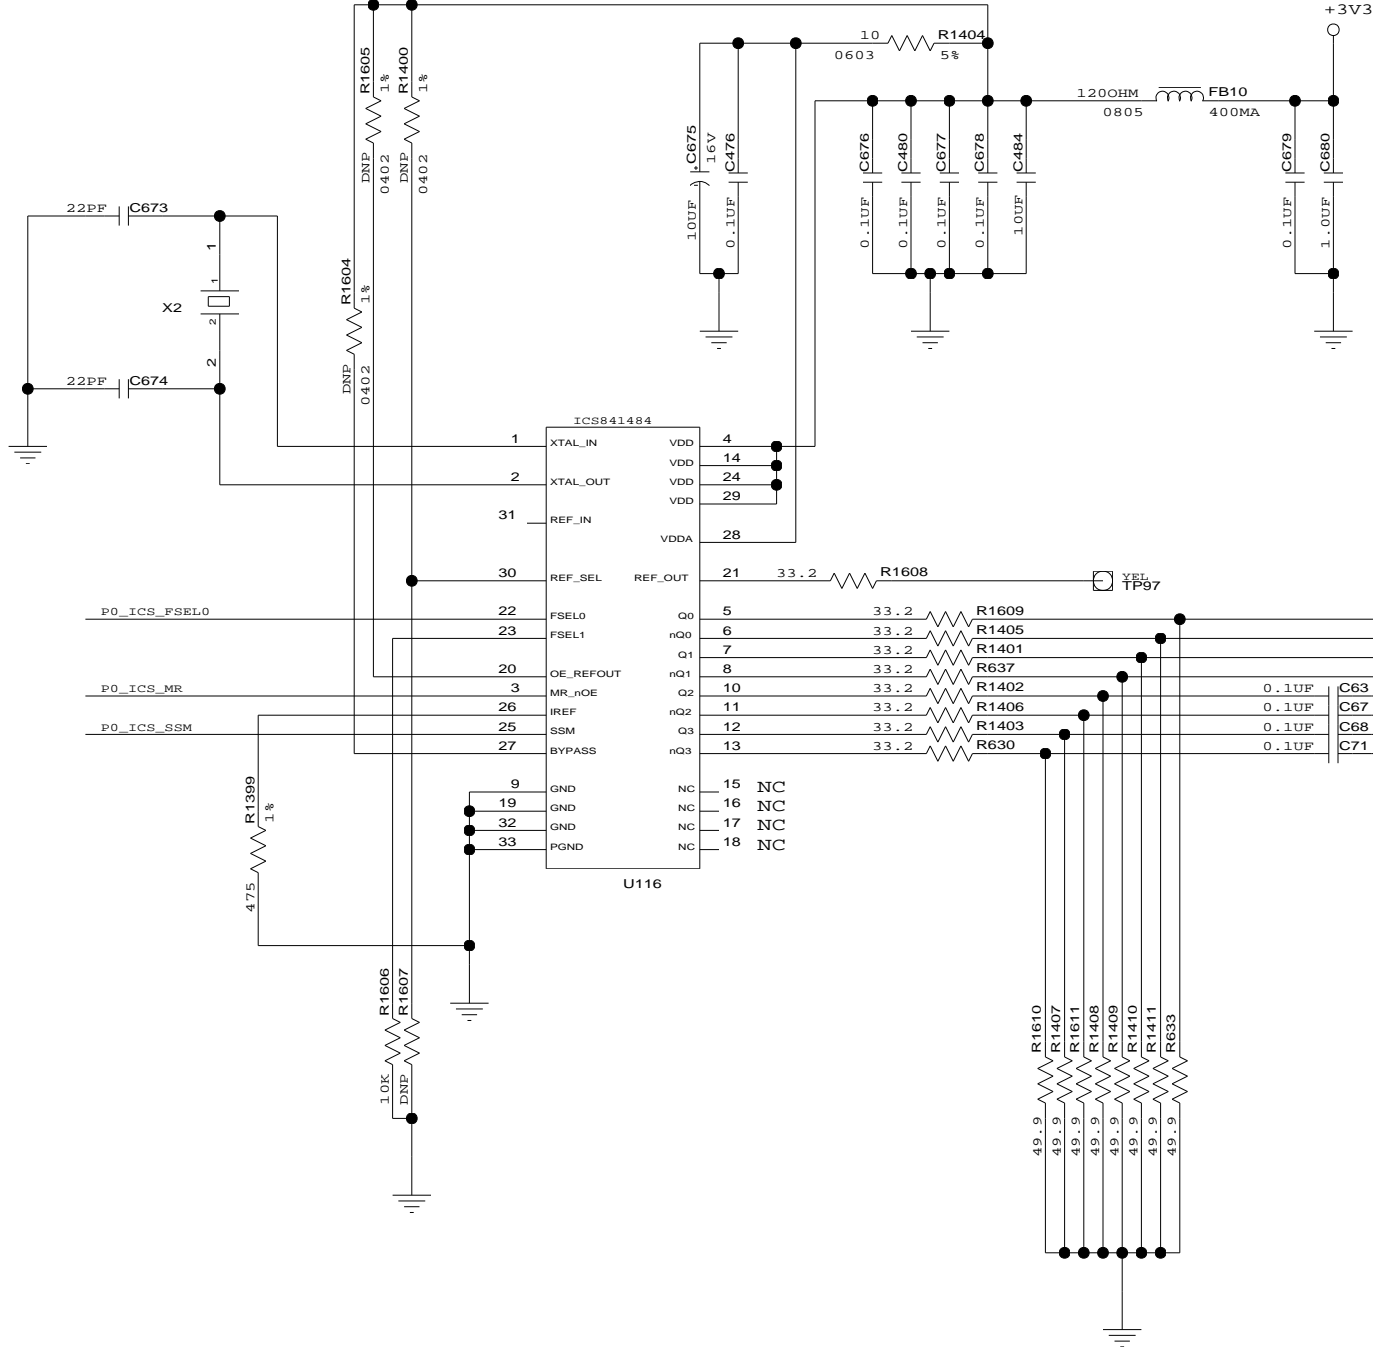 +3V3
10 R1404
0603 5%
R1605 1%
DNP 0402
R1400 1%
DNP 0402
R1604 1%
DNP 0402
C675 16V
10UF
C476
0.1UF
120OHM FB10
0805 400MA
C676
0.1UF
C480
0.1UF
C677
0.1UF
C678
0.1UF
C484
10UF
C679
0.1UF
C680
1.0UF
22PF C673
1
1
X2
2
2
22PF C674
ICS841484
1 XTAL_IN
2 XTAL_OUT
31 REF_IN
30 REF_SEL
P0_ICS_FSEL0 22 FSEL0
23 FSEL1
20 OE_REFOUT
P0_ICS_MR 3 MR_nOE
26 IREF
P0_ICS_SSM 25 SSM
27 BYPASS
9 GND
19 GND
32 GND
33 PGND
VDD 4
VDD 14
VDD 24
VDD 29
VDDA 28
REF_OUT 21 33.2 R1608 YEL
TP97
Q0 5 33.2 R1609
nQ0 6 33.2 R1405
Q1 7 33.2 R1401
nQ1 8 33.2 R637
Q2 10 33.2 R1402 0.1UF C63
nQ2 11 33.2 R1406 0.1UF C67
Q3 12 33.2 R1403 0.1UF C68
nQ3 13 33.2 R630 0.1UF C71
NC 15 NC
NC 16 NC
NC 17 NC
NC 18 NC
U116
R1399 1%
475
R1606
10K
R1607
DNP
R1610
49.9
R1407
49.9
R1611
49.9
R1408
49.9
R1409
49.9
R1410
49.9
R1411
49.9
R633
49.9